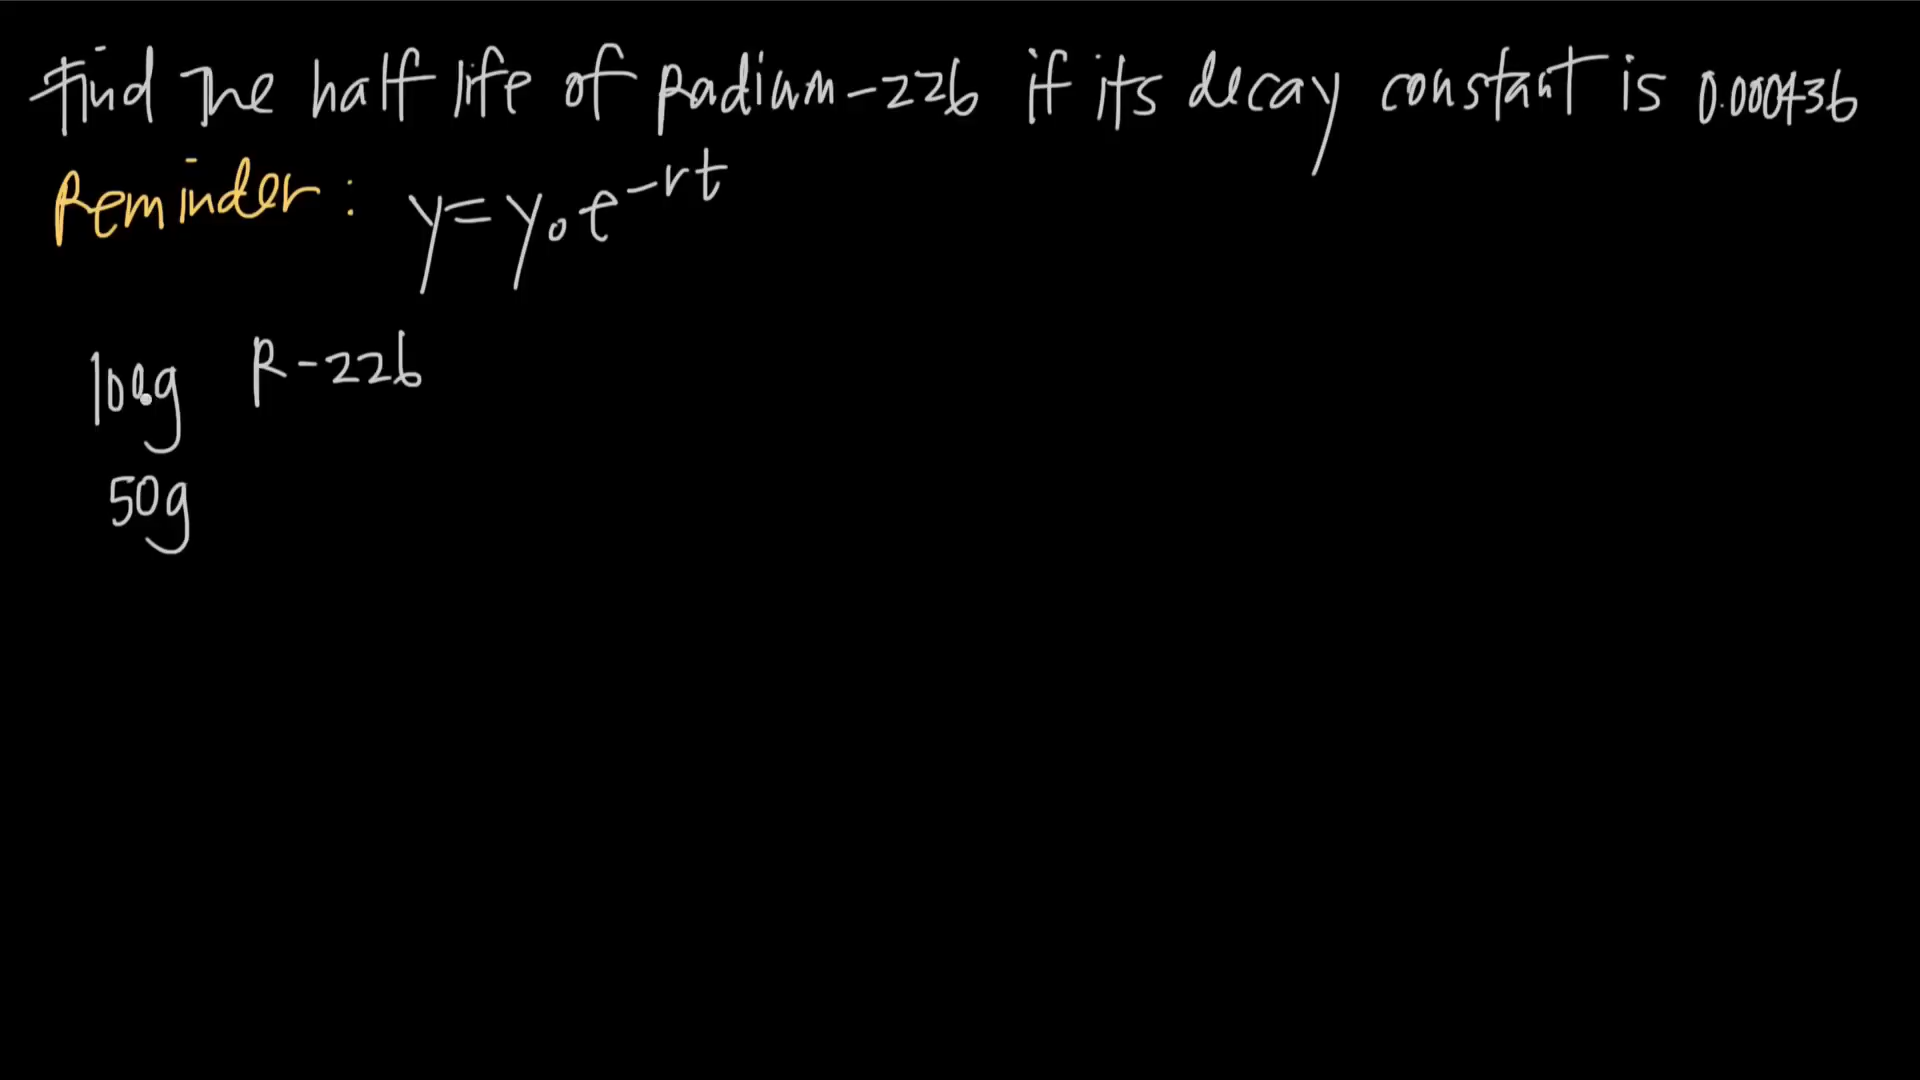 Find The half life of Radium-226 if its decay constant is 0.000436
Reminder: y = y₀e^-rt
100g R-226
50g